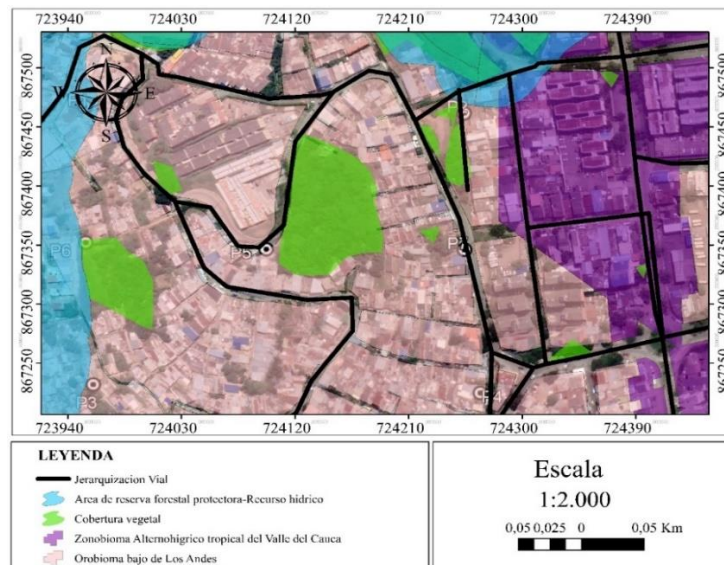 723940 724030 724120 724210 724300 724390
867500 867500
N
W E
S
867450 867450
867400 867400
P6
P5
867350 867350
867300 867300
867250 867250
P3
723940 724030 724120 724210 724300 724390
LEYENDA
Jerarquizacion Vial
Area de reserva forestal protectora-Recurso hidrico
Cobertura vegetal
Zonobioma Alternohigrico tropical del Valle del Cauca
Orobioma bajo de Los Andes
Escala
1:2.000
0,05 0,025 0 0,05 Km